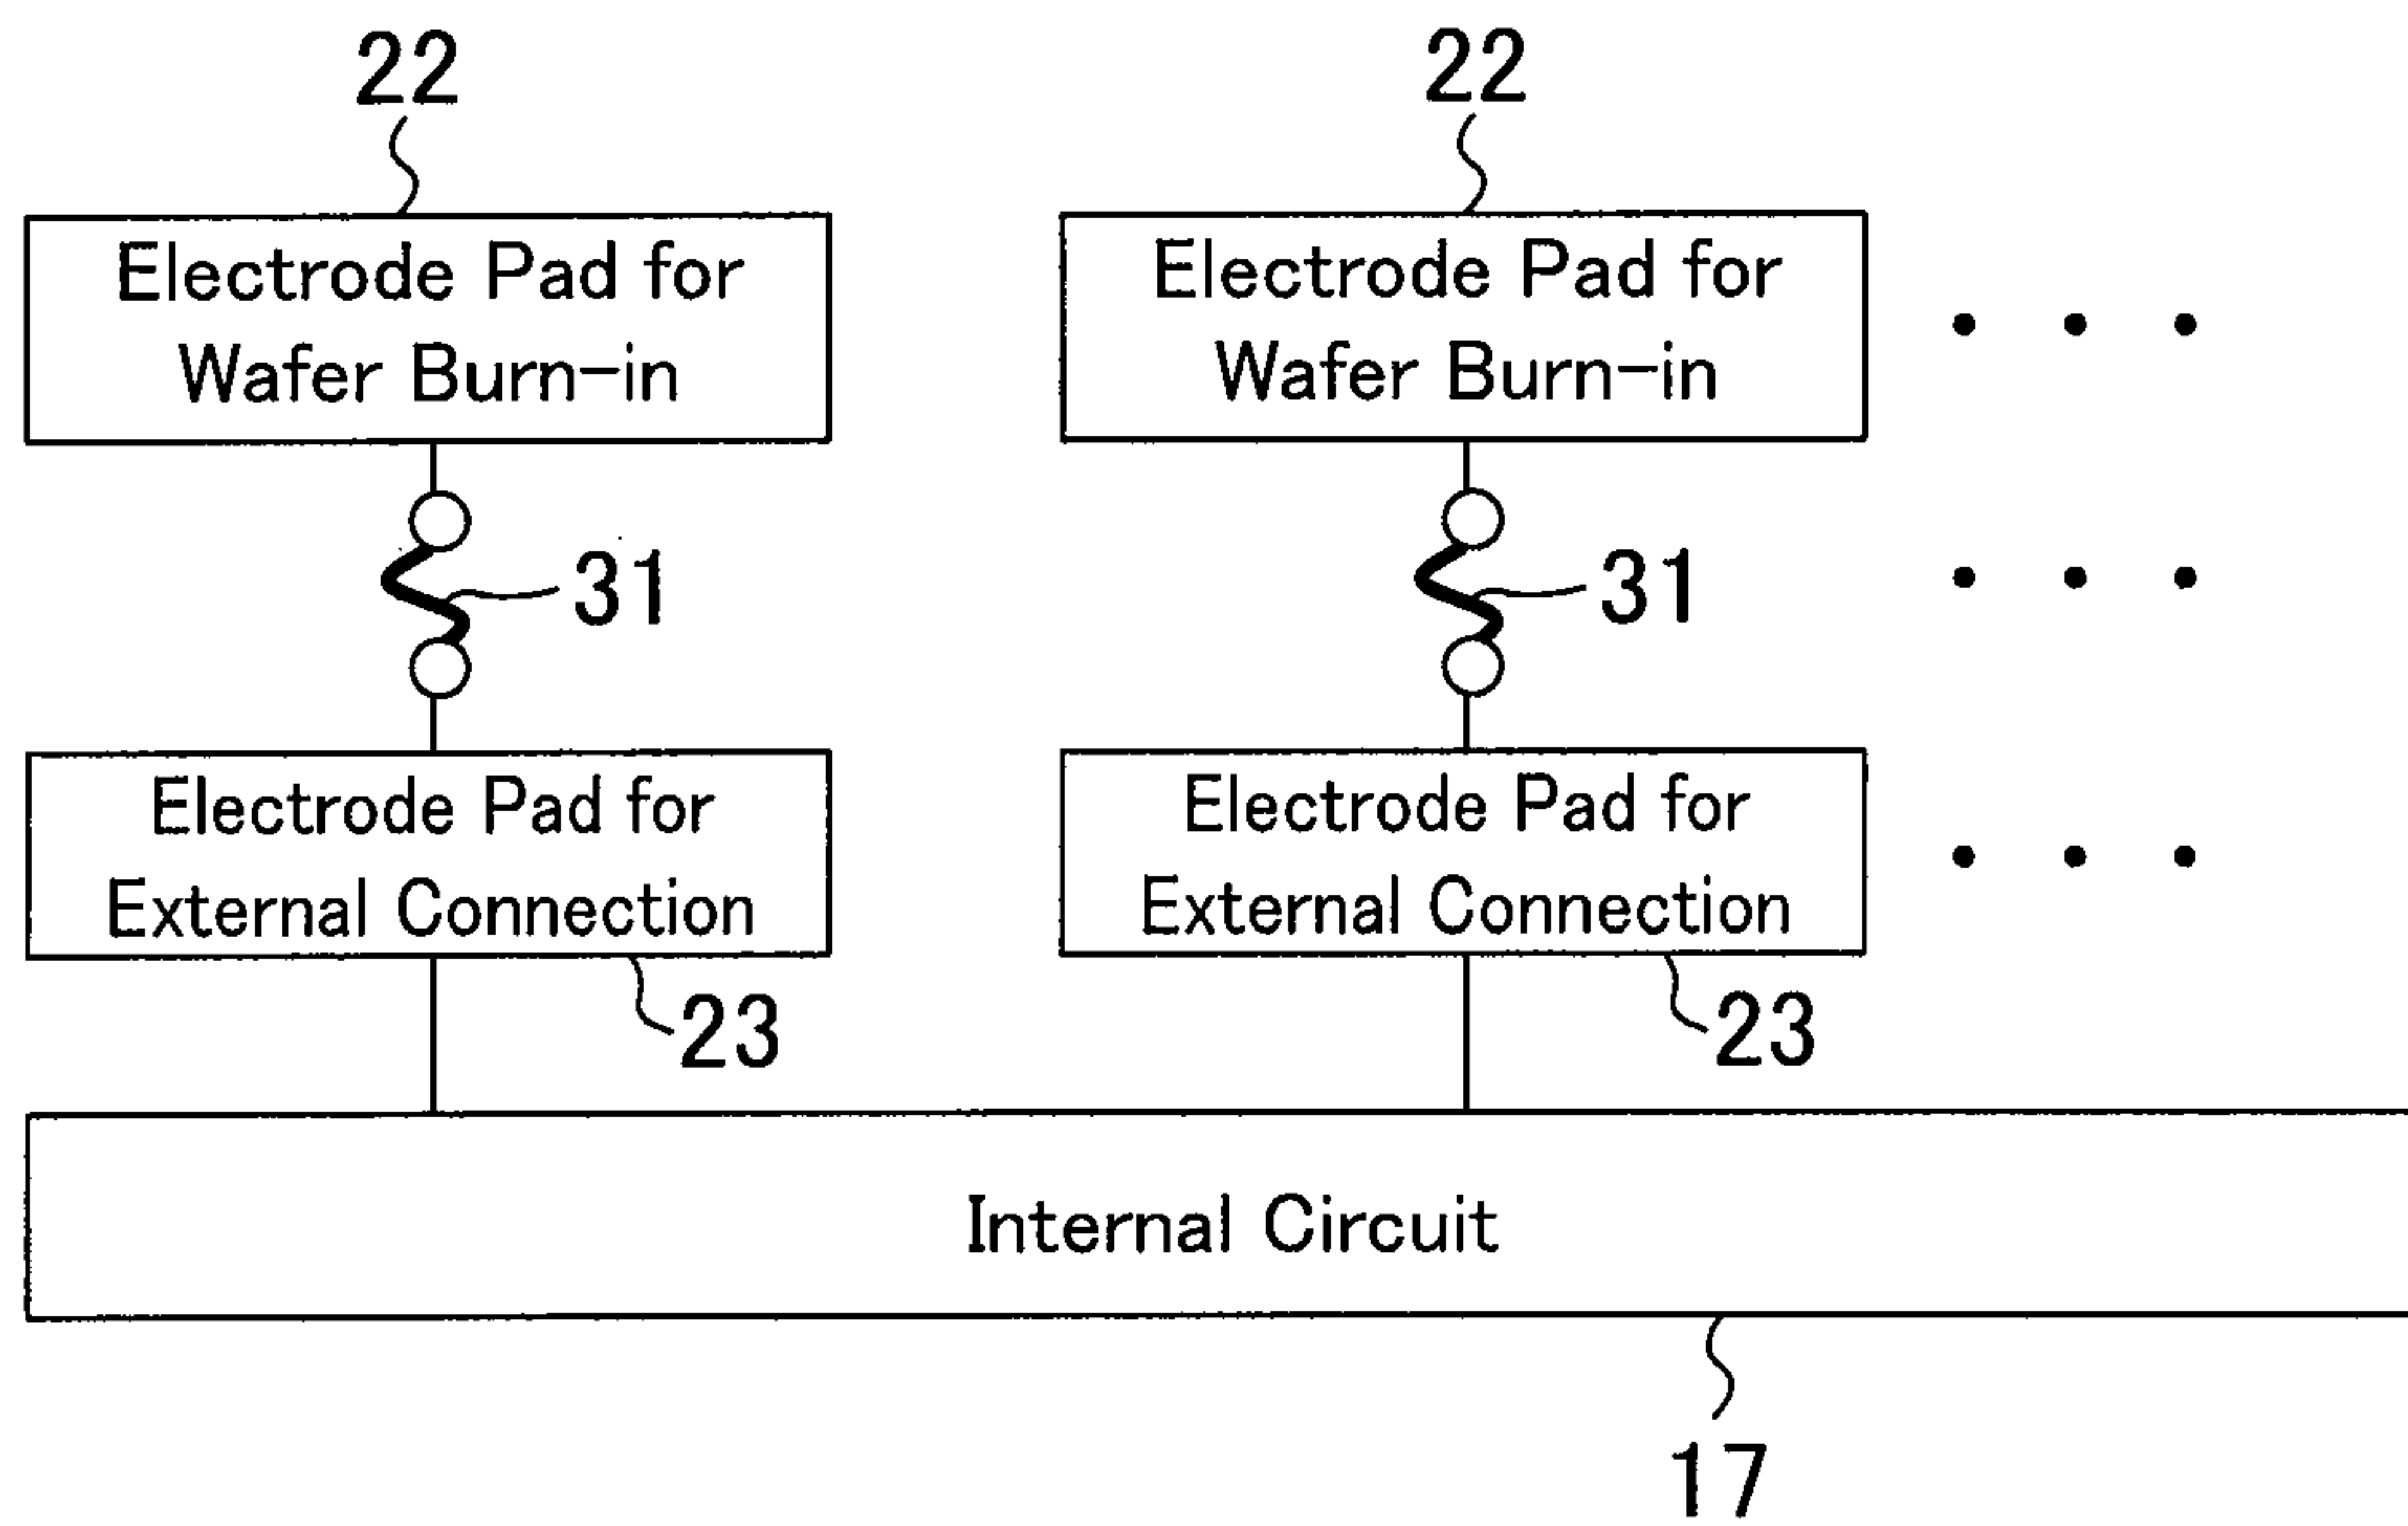 22 22
Electrode Pad for Electrode Pad for
Wafer Burn-in Wafer Burn-in
31 31
Electrode Pad for Electrode Pad for
External Connection External Connection
23 23
Internal Circuit
17